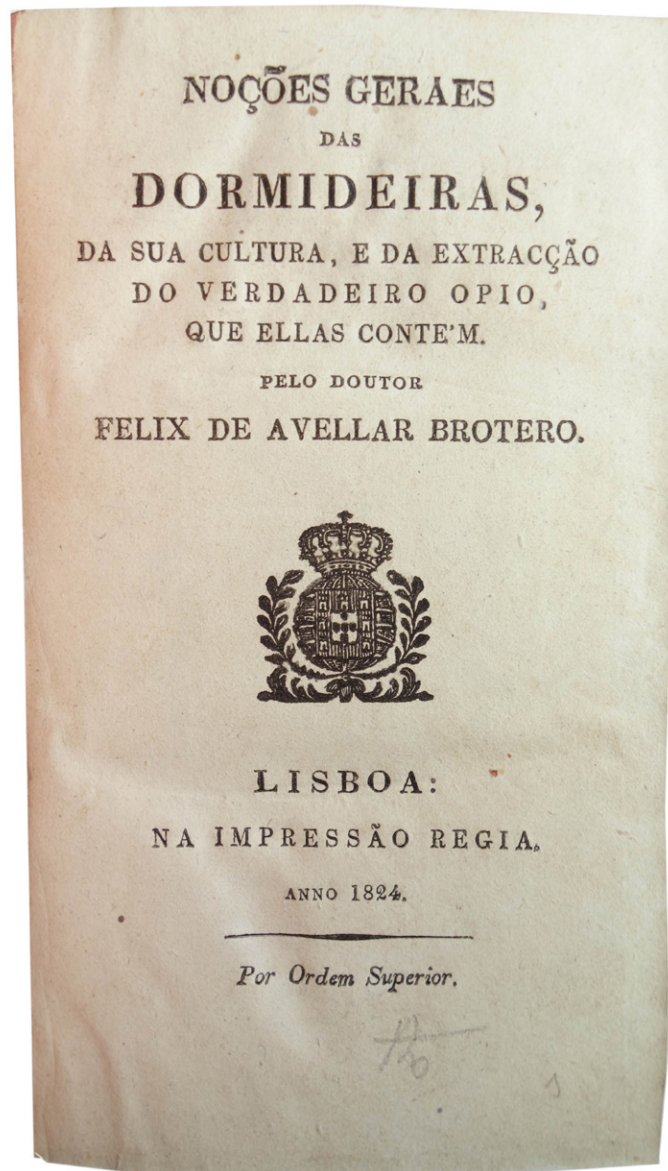 NOÇÕES GERAES
DAS
DORMIDEIRAS,
DA SUA CULTURA, E DA EXTRACÇÃO
DO VERDADEIRO OPIO,
QUE ELLAS CONTE'M.
PELO DOUTOR
FELIX DE AVELLAR BROTERO.
LISBOA:
NA IMPRESSÃO REGIA.
ANNO 1824.
Por Ordem Superior.